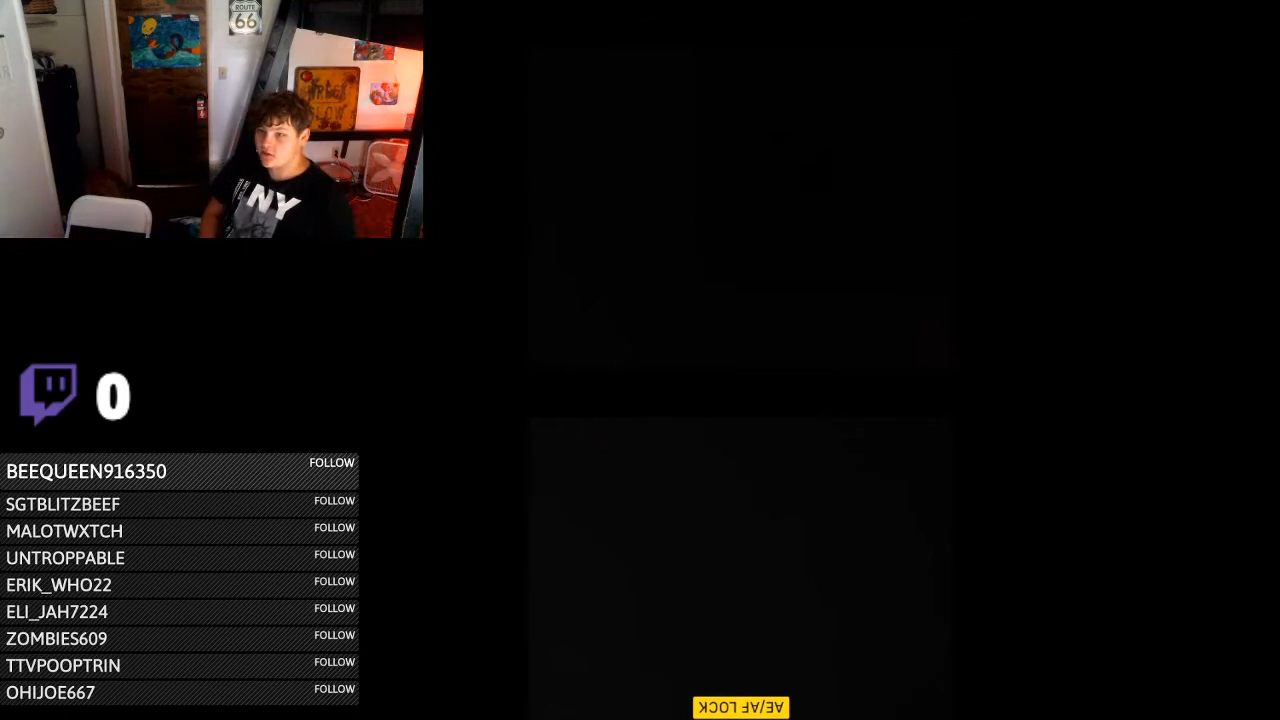 ROUTE
66
NY
0
BEEQUEEN916350 FOLLOW
SGTBLITZBEEF FOLLOW
MALOTWXTCH FOLLOW
UNTROPPABLE FOLLOW
ERIK_WHO22 FOLLOW
ELI_JAH7224 FOLLOW
ZOMBIES609 FOLLOW
TTVPOOPTRIN FOLLOW
OHIJOE667 FOLLOW
AE/AF LOCK